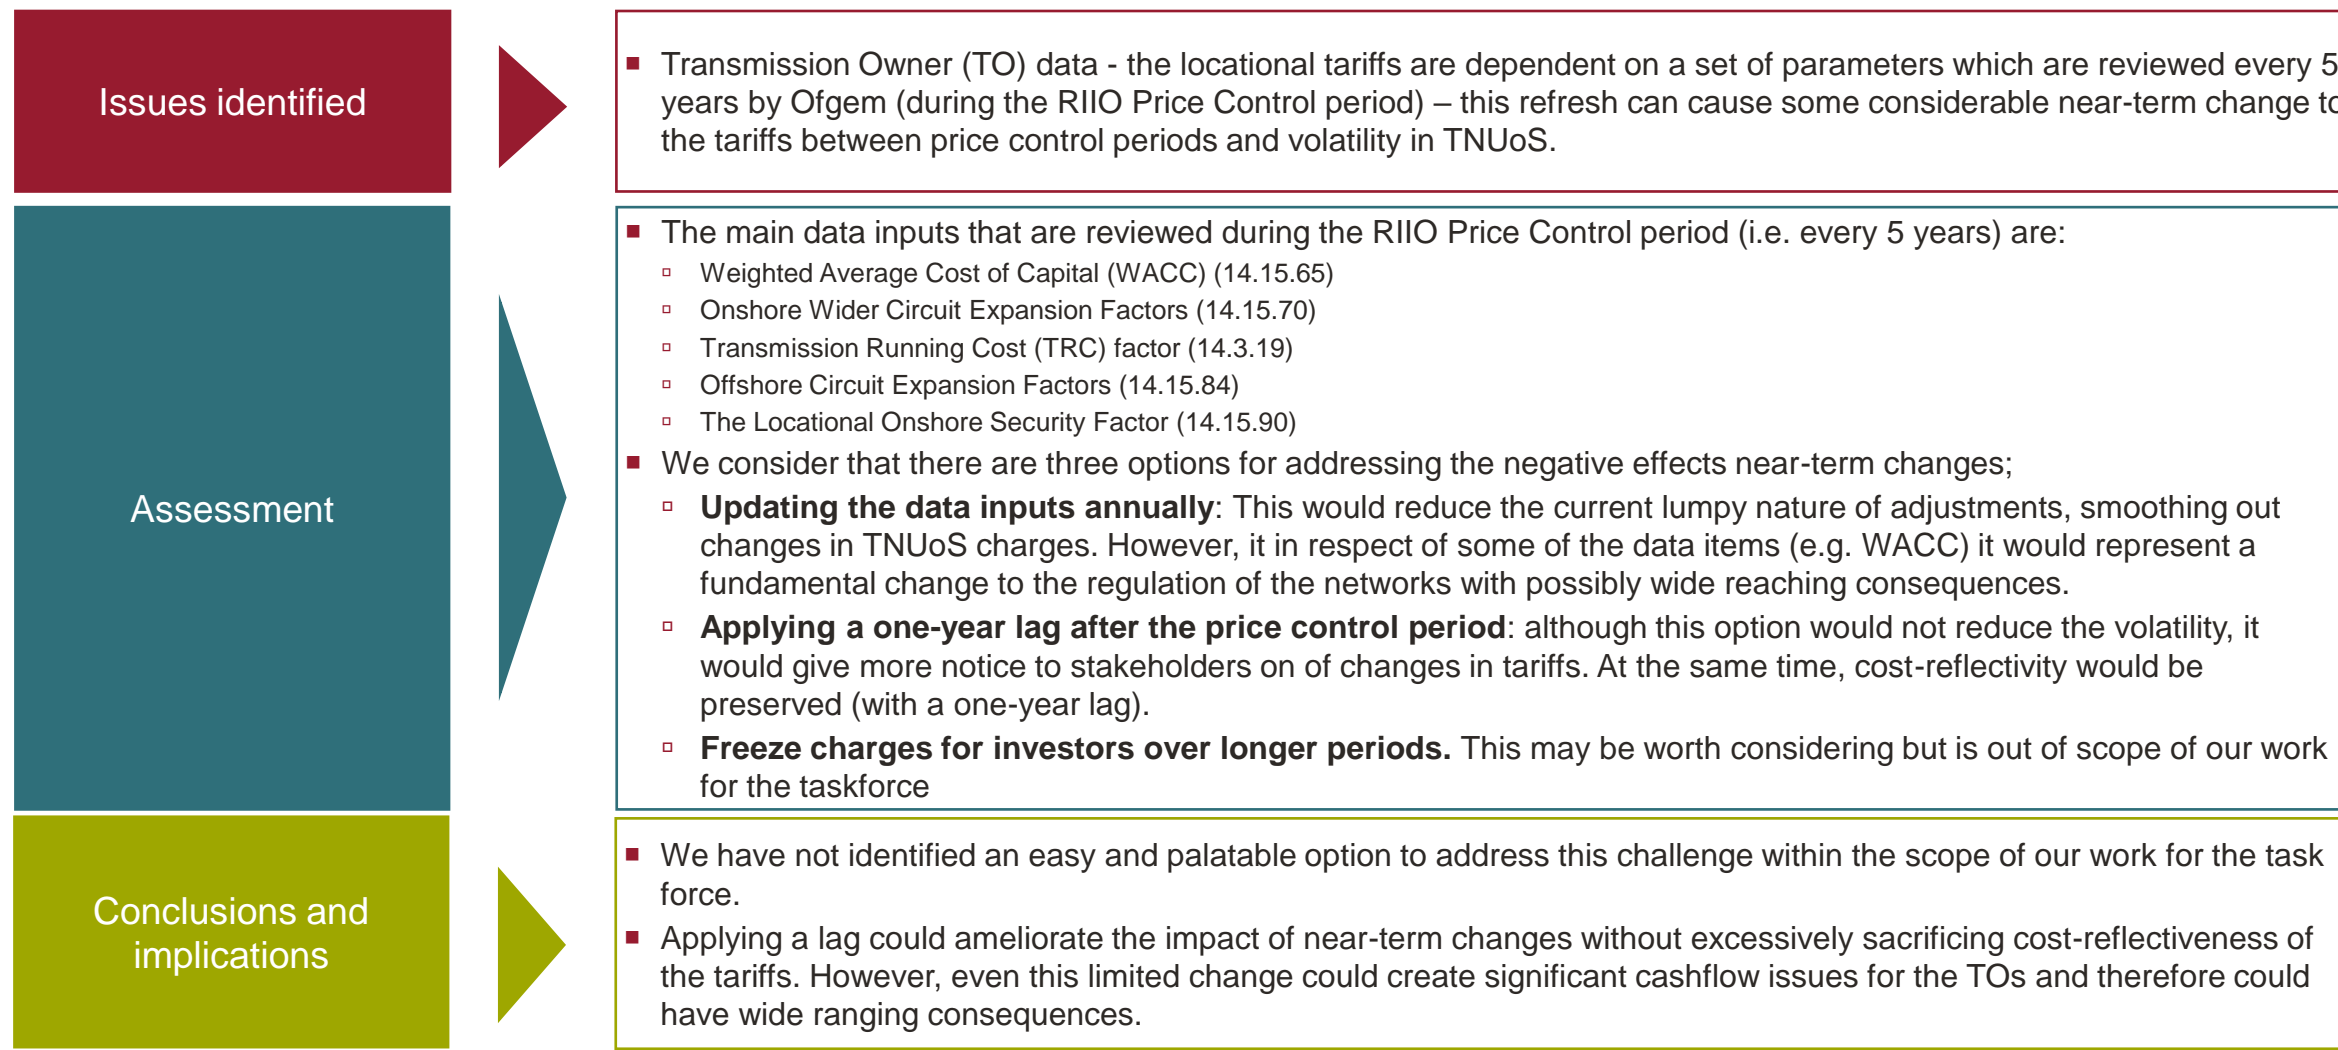 Issues identified
■ Transmission Owner (TO) data - the locational tariffs are dependent on a set of parameters which are reviewed every 5
years by Ofgem (during the RIIO Price Control period) – this refresh can cause some considerable near-term change to
the tariffs between price control periods and volatility in TNUoS.
Assessment
■ The main data inputs that are reviewed during the RIIO Price Control period (i.e. every 5 years) are:
▫ Weighted Average Cost of Capital (WACC) (14.15.65)
▫ Onshore Wider Circuit Expansion Factors (14.15.70)
▫ Transmission Running Cost (TRC) factor (14.3.19)
▫ Offshore Circuit Expansion Factors (14.15.84)
▫ The Locational Onshore Security Factor (14.15.90)
■ We consider that there are three options for addressing the negative effects near-term changes;
▫ Updating the data inputs annually: This would reduce the current lumpy nature of adjustments, smoothing out
changes in TNUoS charges. However, it in respect of some of the data items (e.g. WACC) it would represent a
fundamental change to the regulation of the networks with possibly wide reaching consequences.
▫ Applying a one-year lag after the price control period: although this option would not reduce the volatility, it
would give more notice to stakeholders on of changes in tariffs. At the same time, cost-reflectivity would be
preserved (with a one-year lag).
▫ Freeze charges for investors over longer periods. This may be worth considering but is out of scope of our work
for the taskforce
Conclusions and
implications
■ We have not identified an easy and palatable option to address this challenge within the scope of our work for the task
force.
■ Applying a lag could ameliorate the impact of near-term changes without excessively sacrificing cost-reflectiveness of
the tariffs. However, even this limited change could create significant cashflow issues for the TOs and therefore could
have wide ranging consequences.